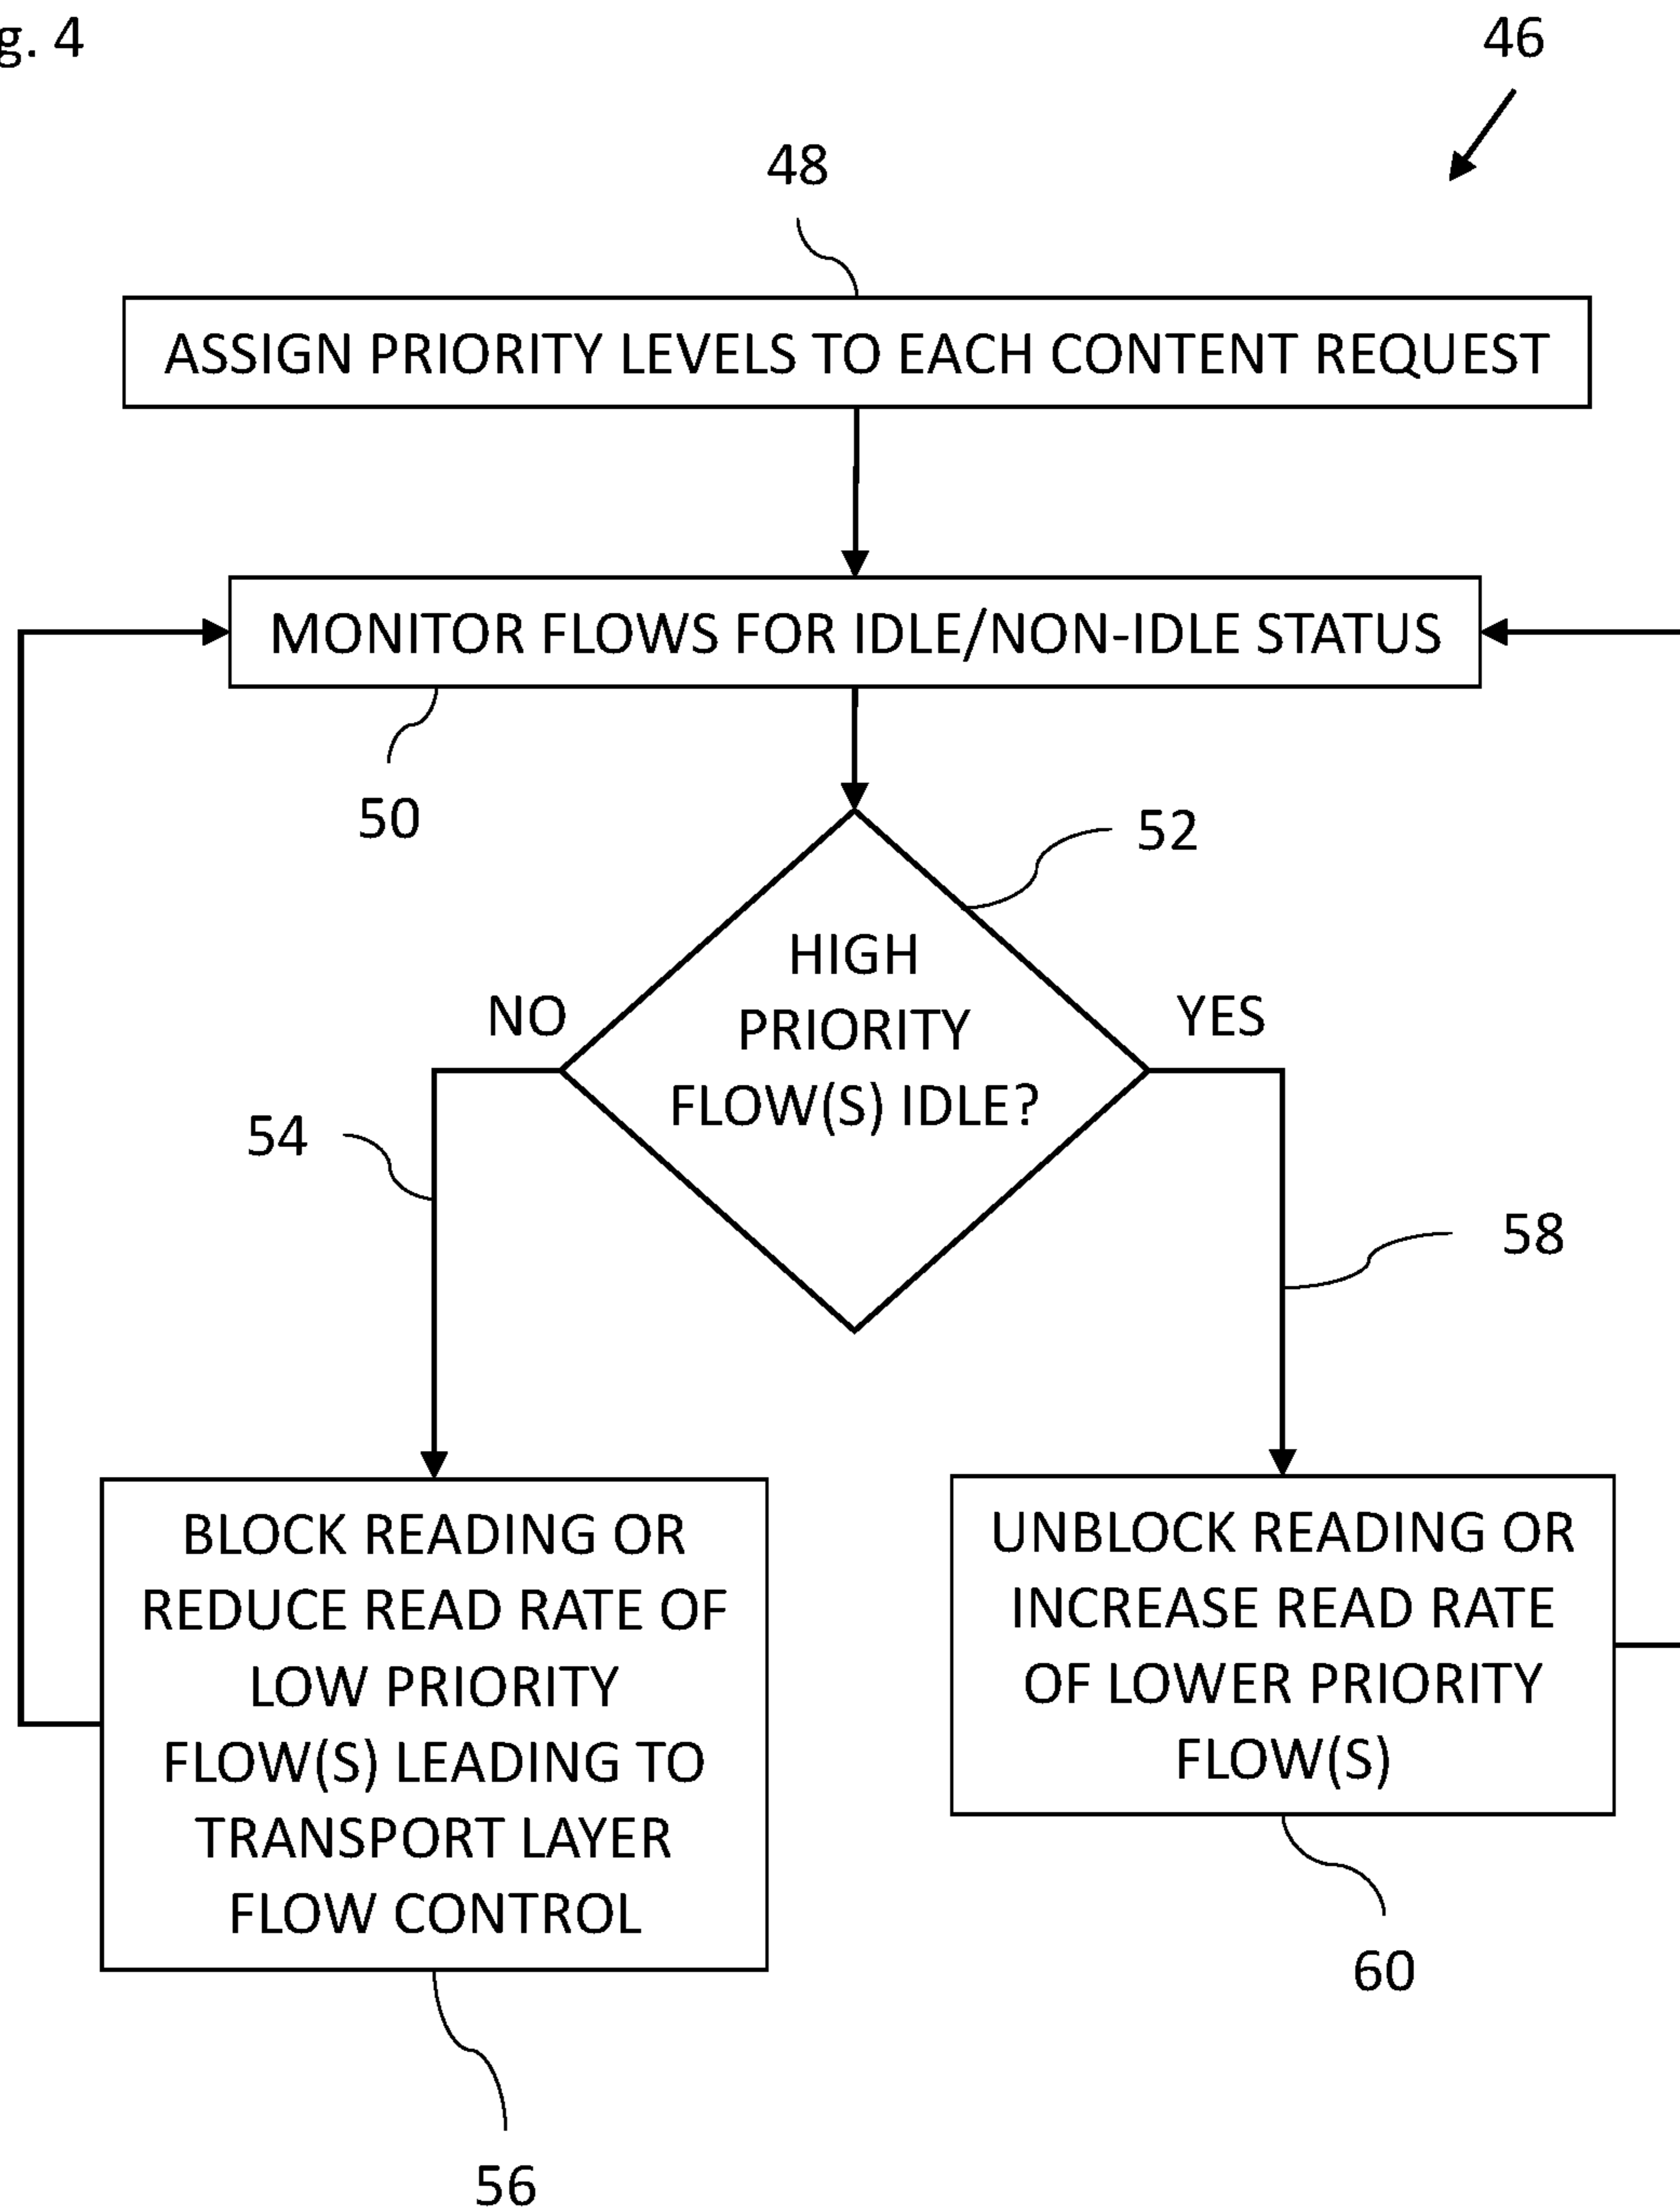 g. 4
46
48
ASSIGN PRIORITY LEVELS TO EACH CONTENT REQUEST
MONITOR FLOWS FOR IDLE/NON-IDLE STATUS
50
52
HIGH
PRIORITY
FLOW(S) IDLE?
NO
YES
54
58
BLOCK READING OR
REDUCE READ RATE OF
LOW PRIORITY
FLOW(S) LEADING TO
TRANSPORT LAYER
FLOW CONTROL
UNBLOCK READING OR
INCREASE READ RATE
OF LOWER PRIORITY
FLOW(S)
60
56